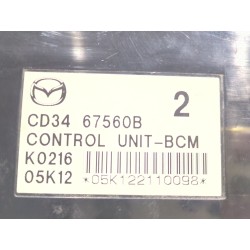 2
CD34 67560B
CONTROL UNIT-BCM
K0216
05K12 *05K122110098*